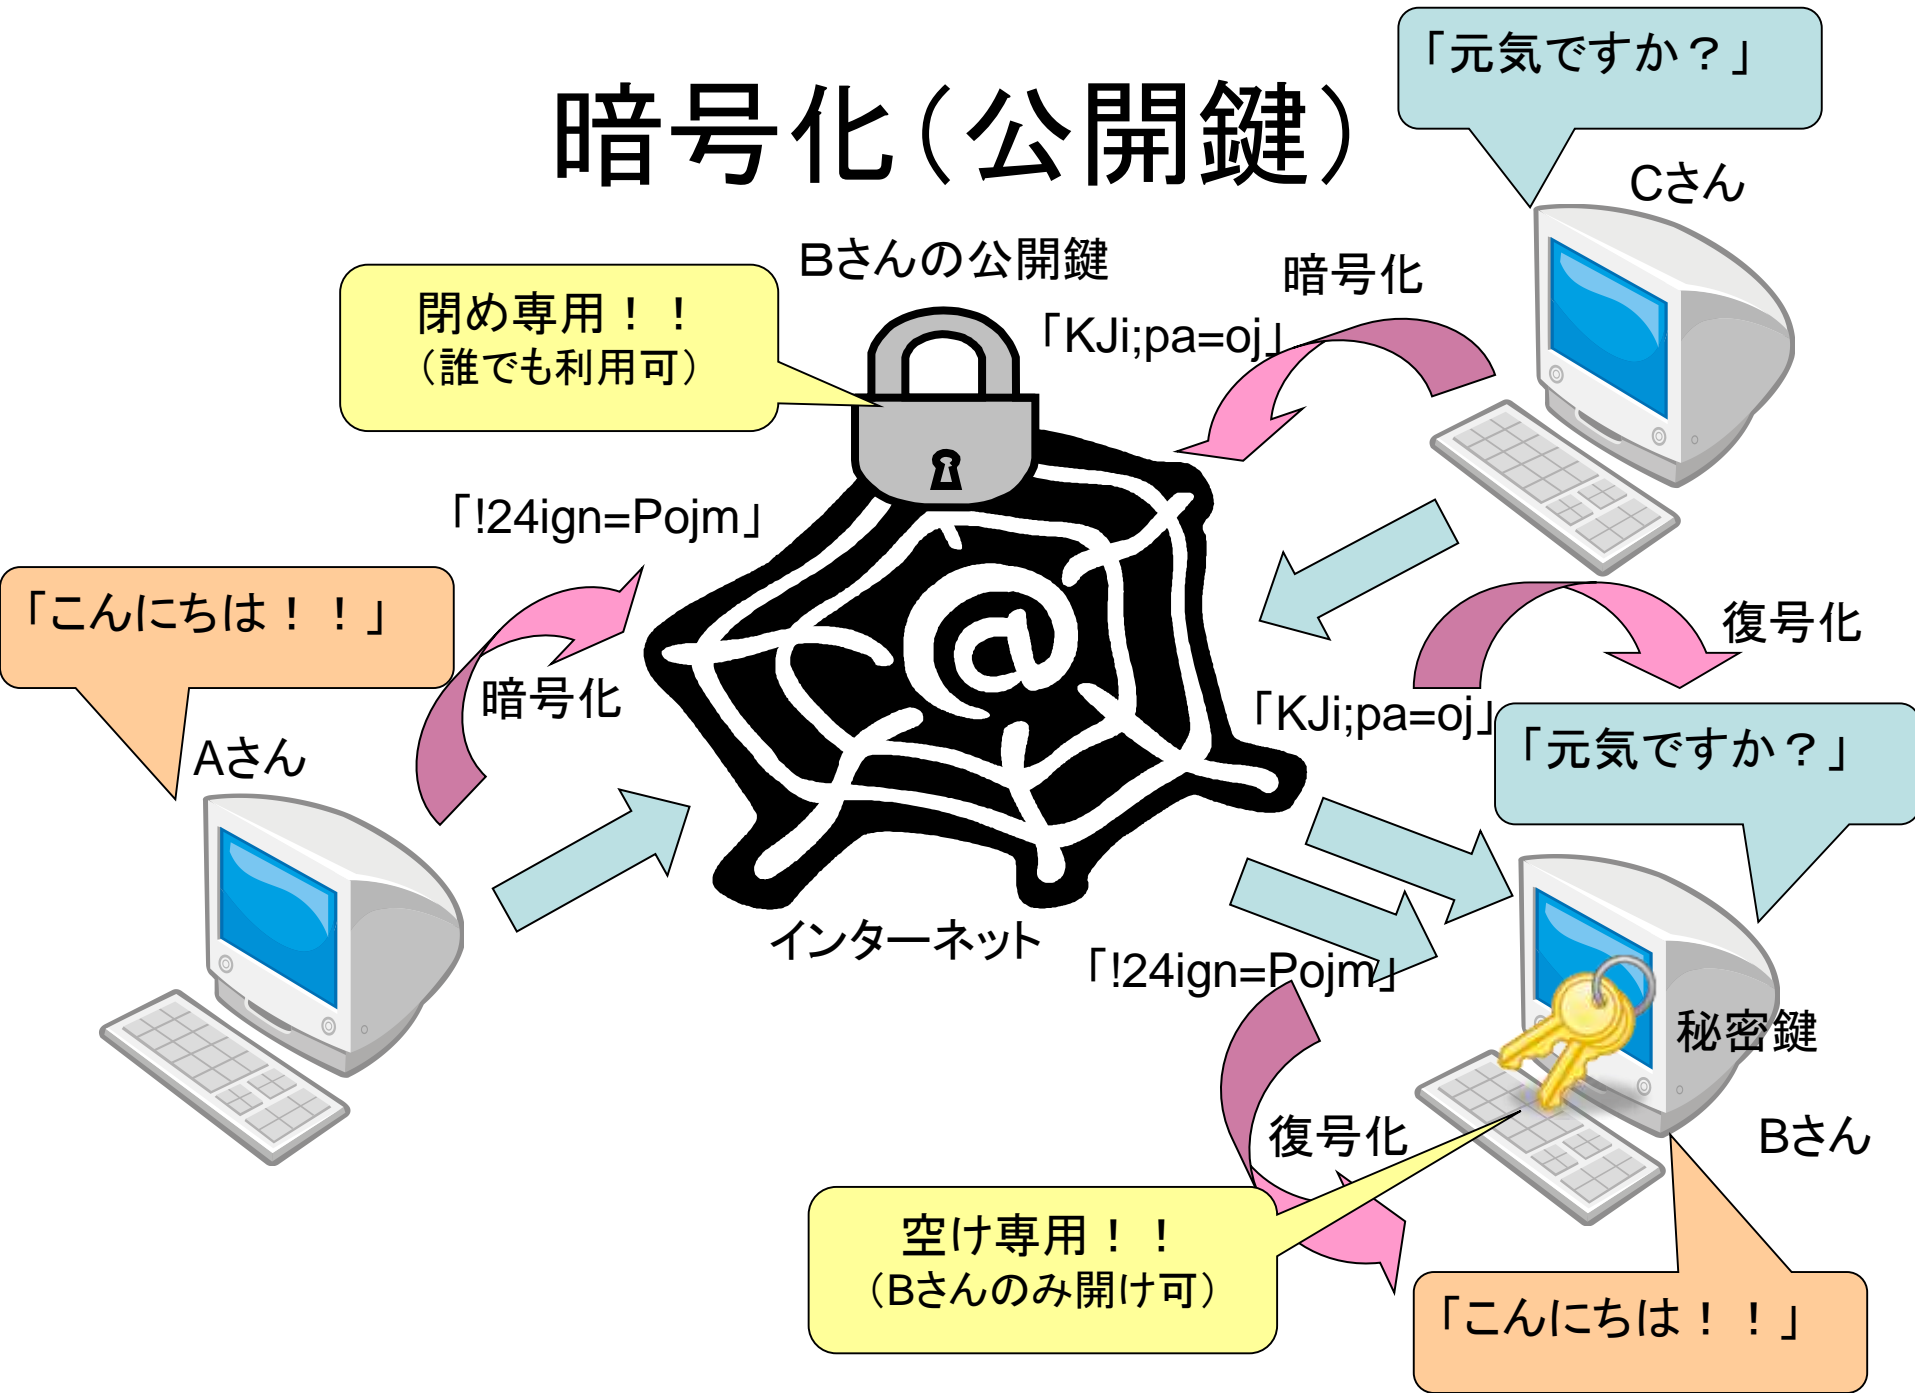 「元気ですか？」
暗号化（公開鍵）
Cさん
Bさんの公開鍵
暗号化
閉め専用！！
（誰でも利用可）
「KJi;pa=oj」
「!24ign=Pojm」
「こんにちは！！」
復号化
暗号化
「KJi;pa=oj」
「元気ですか？」
Aさん
インターネット
「!24ign=Pojm」
秘密鍵
復号化
Bさん
空け専用！！
（Bさんのみ開け可）
「こんにちは！！」